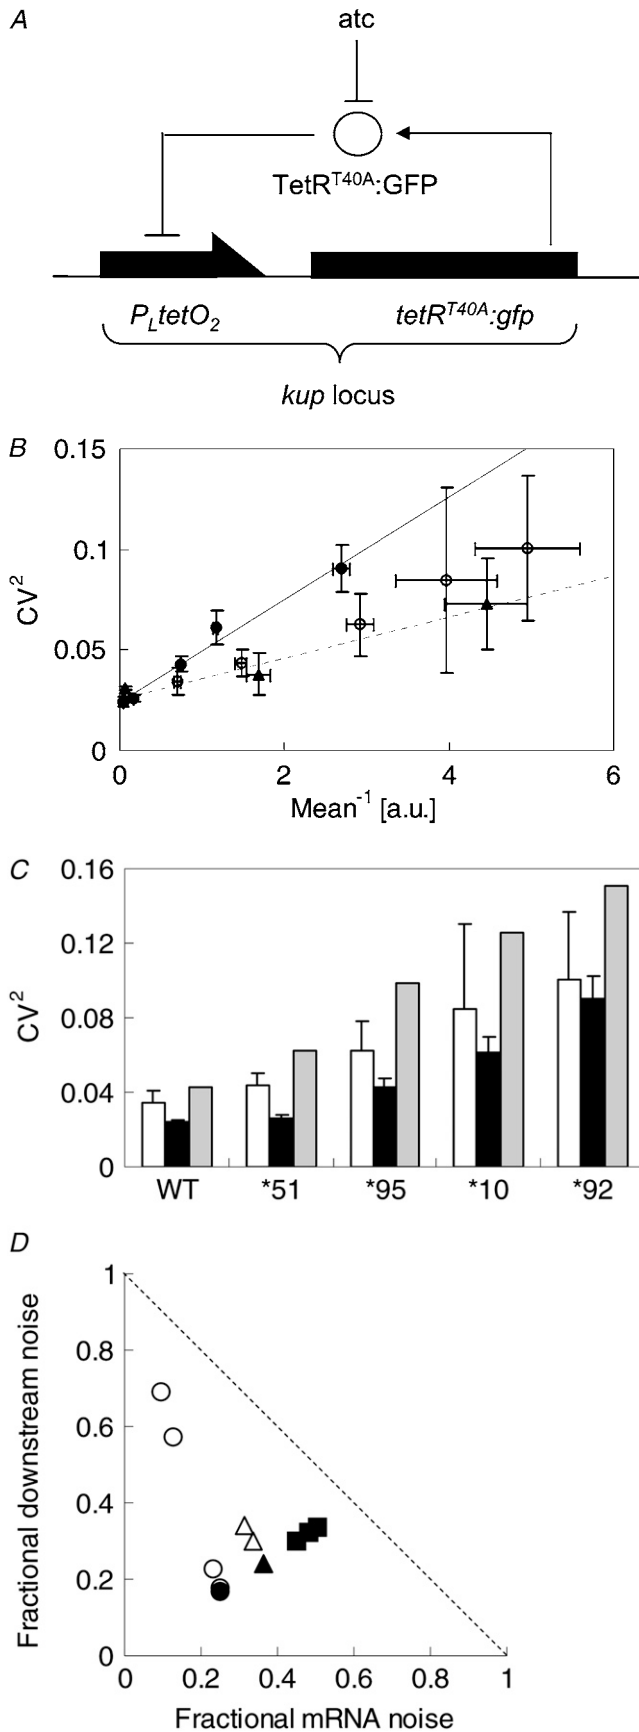 A
atc
TetR^T40A:GFP
P_LtetO_2
tetR^T40A:gfp
kup locus
B
0.15
0.1
0.05
0
CV^2
0 2 4 6
Mean^-1 [a.u.]
C
0.16
0.12
0.08
0.04
0
CV^2
WT *51 *95 *10 *92
D
1
0.8
0.6
0.4
0.2
0
Fractional downstream noise
0 0.2 0.4 0.6 0.8 1
Fractional mRNA noise